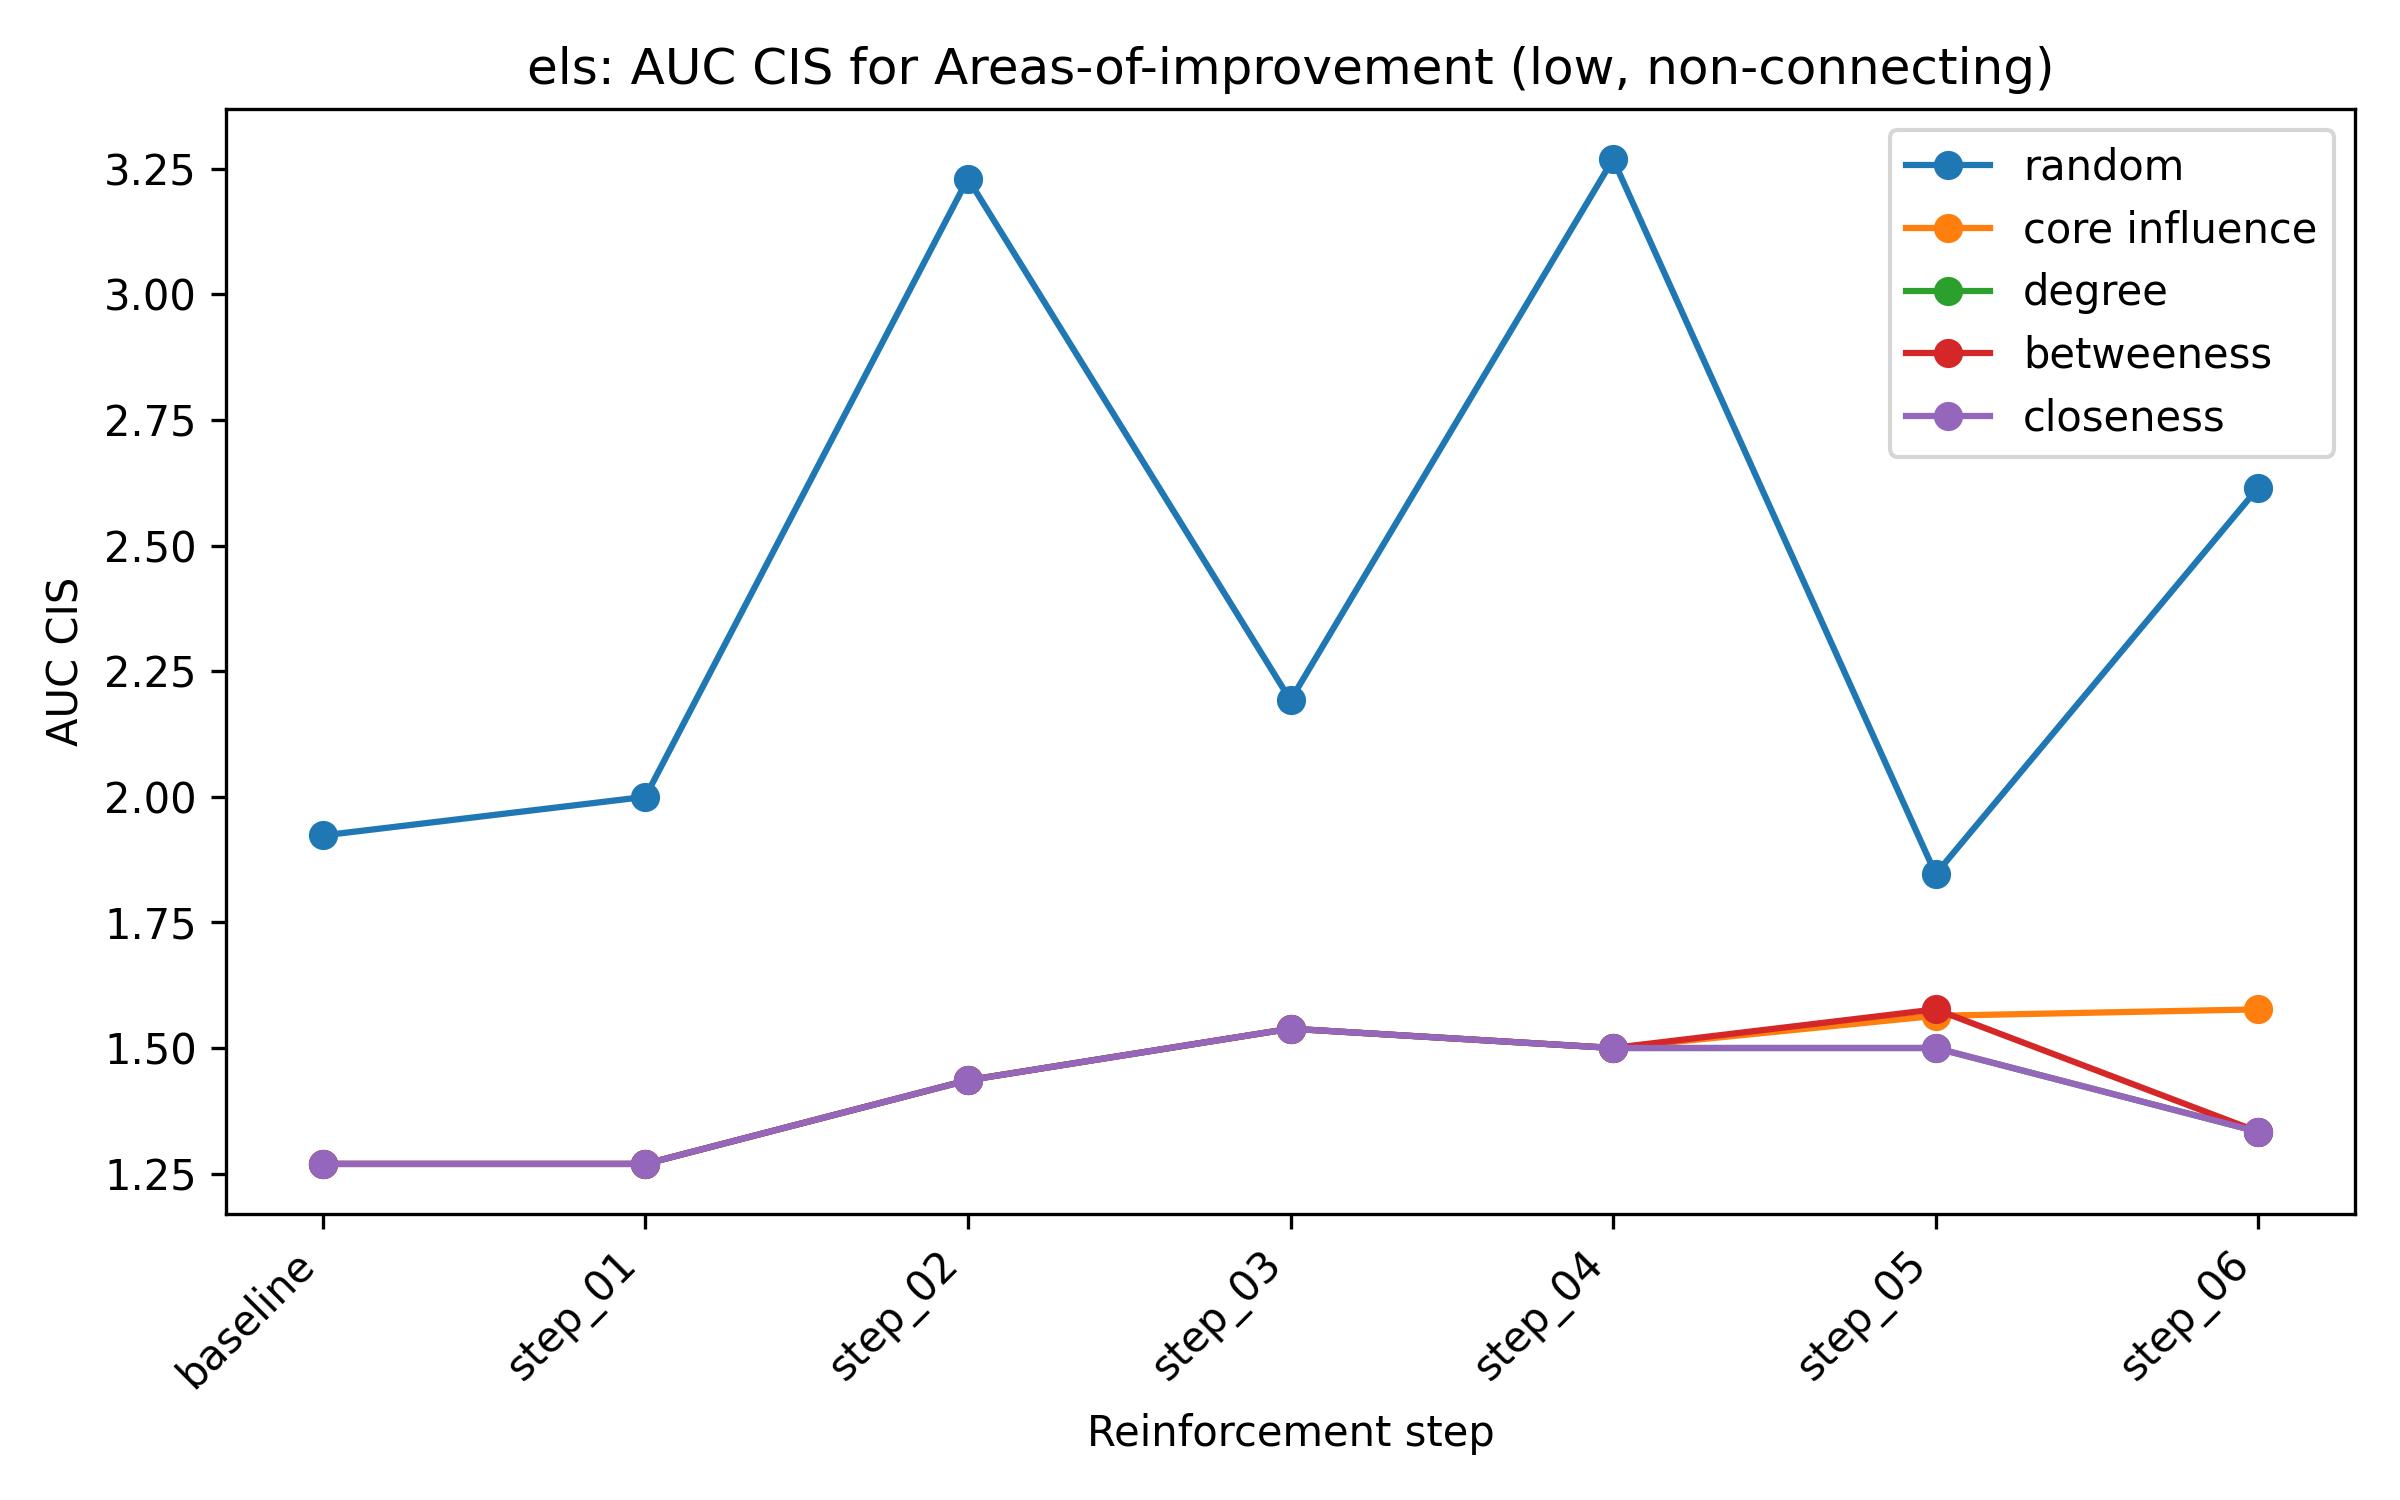 els: AUC CIS for Areas-of-improvement (low, non-connecting)
random
core influence
degree
betweeness
closeness
AUC CIS
3.25
3.00
2.75
2.50
2.25
2.00
1.75
1.50
1.25
baseline
step_01
step_02
step_03
step_04
step_05
step_06
Reinforcement step